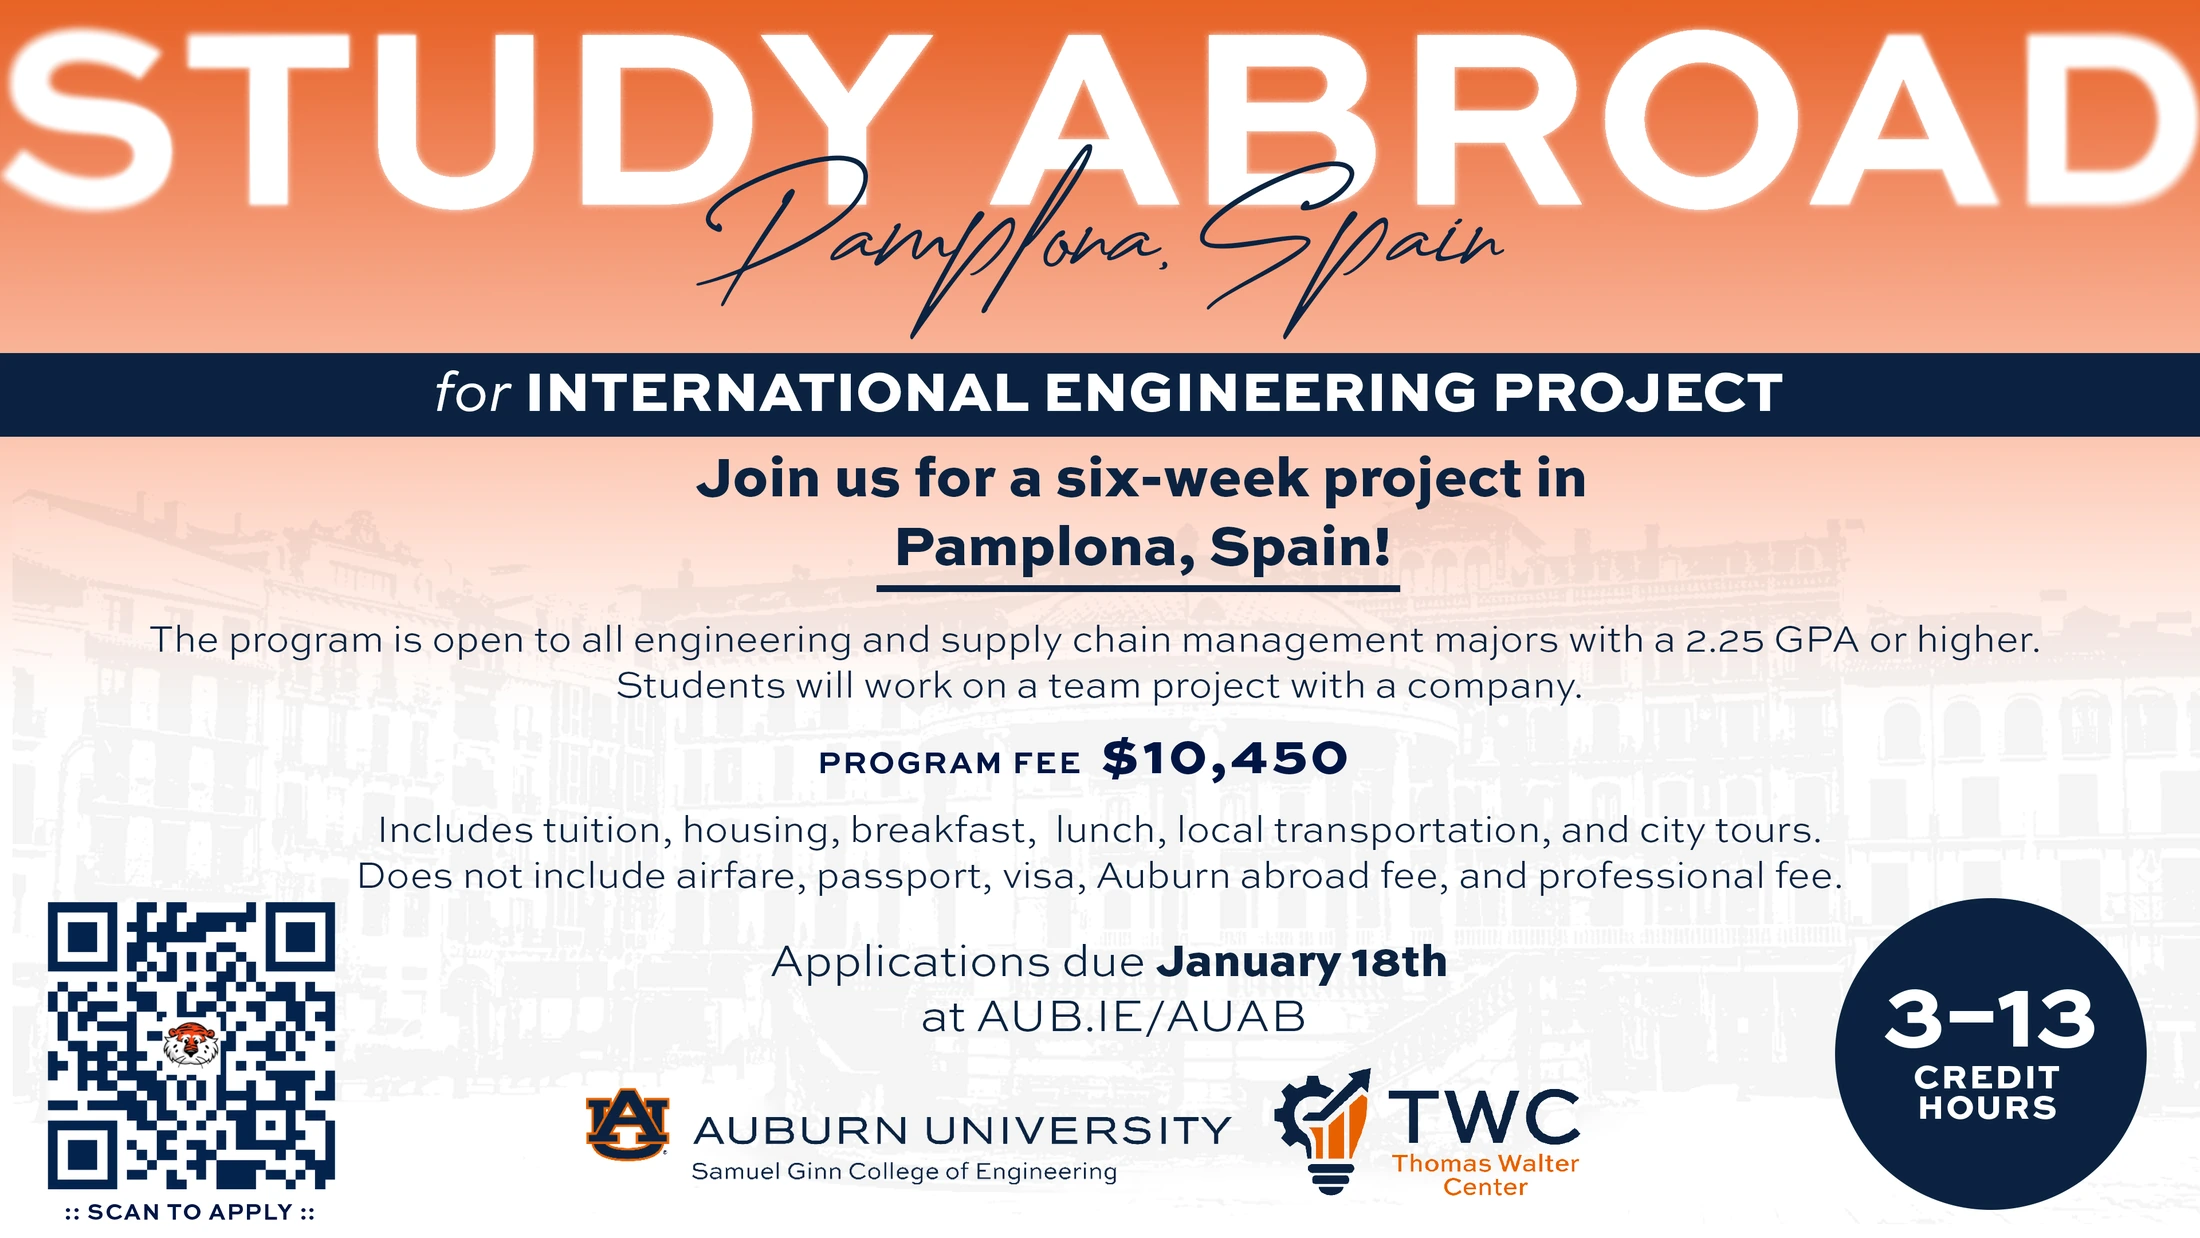 STUDY ABROAD
Pamplona, Spain
for INTERNATIONAL ENGINEERING PROJECT
Join us for a six-week project in
Pamplona, Spain!
The program is open to all engineering and supply chain management majors with a 2.25 GPA or higher.
Students will work on a team project with a company.
PROGRAM FEE $10,450
Includes tuition, housing, breakfast, lunch, local transportation, and city tours.
Does not include airfare, passport, visa, Auburn abroad fee, and professional fee.
Applications due January 18th
at AUB.IE/AUAB
:: SCAN TO APPLY ::
AU
AUBURN UNIVERSITY
Samuel Ginn College of Engineering
TWC
Thomas Walter
Center
3–13
CREDIT
HOURS